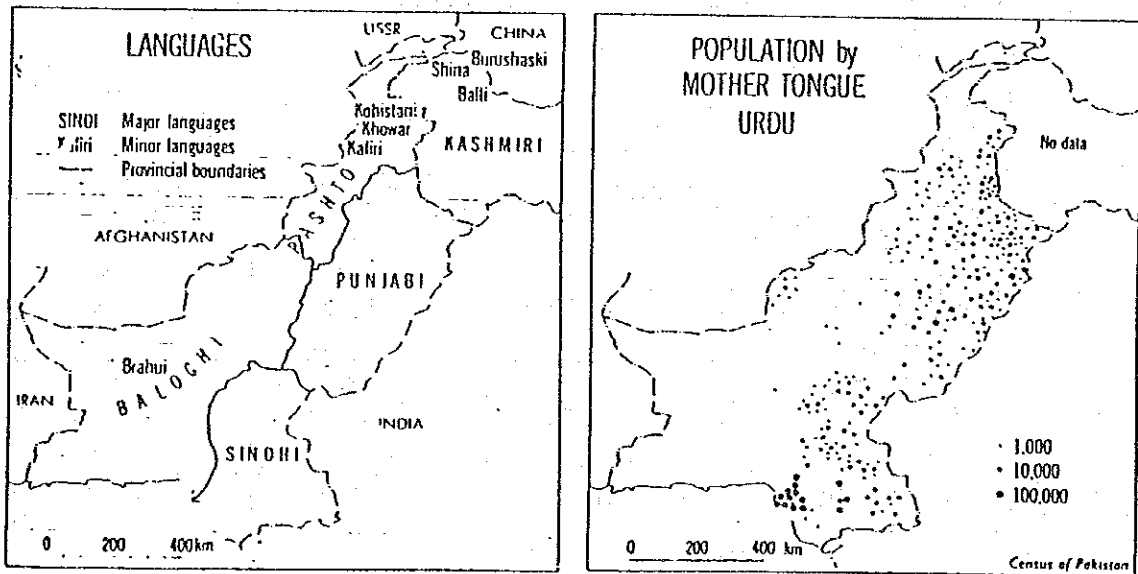 LANGUAGES
USSR
CHINA
Burushaski
Shina
Balti
Kohistani
Khowar
Kafiri
KASHMIRI
SINDI Major languages
Minor languages
Provincial boundaries
PASHTO
AFGHANISTAN
PUNJABI
Brahui
BALOCHI
IRAN
INDIA
SINDHI
0 200 400 km
POPULATION by
MOTHER TONGUE
URDU
No data
1,000
10,000
100,000
0 200 400 km
Census of Pakistan